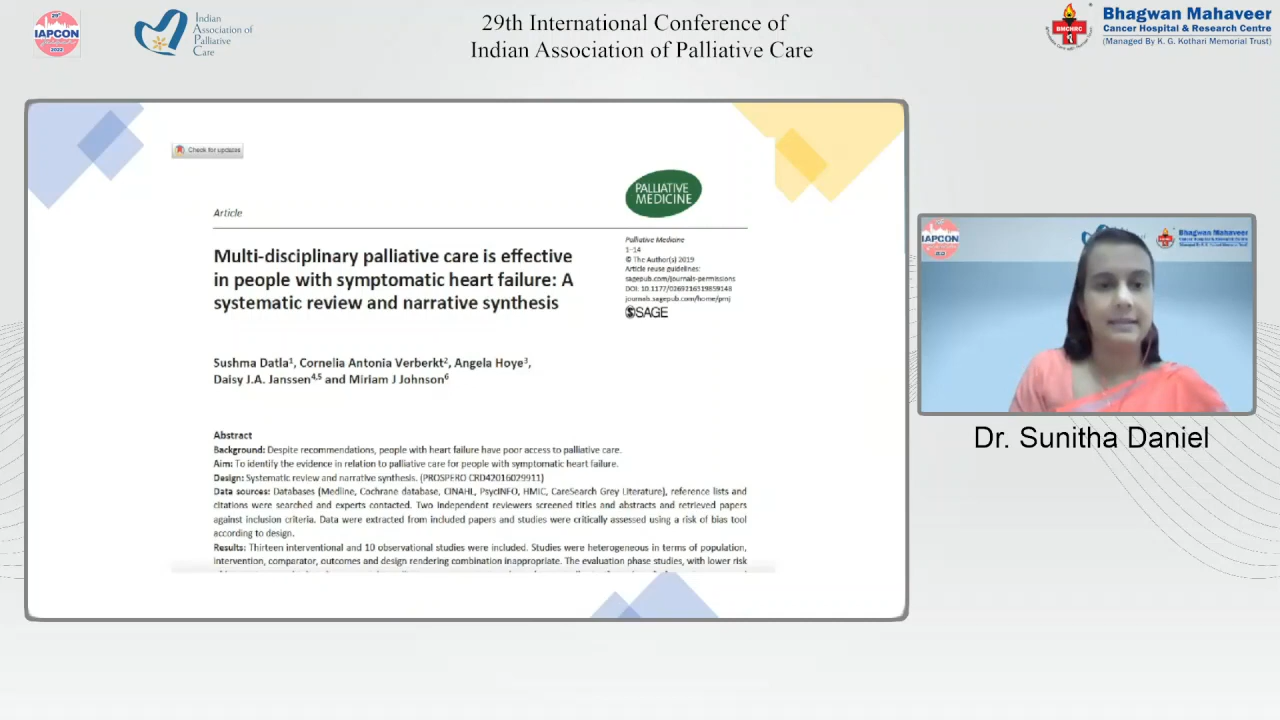 29th International Conference of
Indian Association of Palliative Care
IAPCON
2022
Indian
Association of
Palliative
Care
BMCHRC
Bhagwan Mahaveer
Cancer Hospital & Research Centre
(Managed By K. G. Kothari Memorial Trust)
Check for updates
Article
PALLIATIVE
MEDICINE
Multi-disciplinary palliative care is effective
in people with symptomatic heart failure: A
systematic review and narrative synthesis
Palliative Medicine
1–14
© The Author(s) 2019
Article reuse guidelines:
sagepub.com/journals-permissions
DOI: 10.1177/0269216319859148
journals.sagepub.com/home/pmj
SAGE
Sushma Datla1, Cornelia Antonia Verberkt2, Angela Hoye3,
Daisy J.A. Janssen4,5 and Miriam J Johnson6
Abstract
Background: Despite recommendations, people with heart failure have poor access to palliative care.
Aim: To identify the evidence in relation to palliative care for people with symptomatic heart failure.
Design: Systematic review and narrative synthesis. (PROSPERO CRD42016029911)
Data sources: Databases (Medline, Cochrane database, CINAHL, PsycINFO, HMIC, CareSearch Grey Literature), reference lists and
citations were searched and experts contacted. Two independent reviewers screened titles and abstracts and retrieved papers
against inclusion criteria. Data were extracted from included papers and studies were critically assessed using a risk of bias tool
according to design.
Results: Thirteen interventional and 10 observational studies were included. Studies were heterogeneous in terms of population,
intervention, comparator, outcomes and design rendering combination inappropriate. The evaluation phase studies, with lower risk
IAPCON
Bhagwan Mahaveer
Dr. Sunitha Daniel